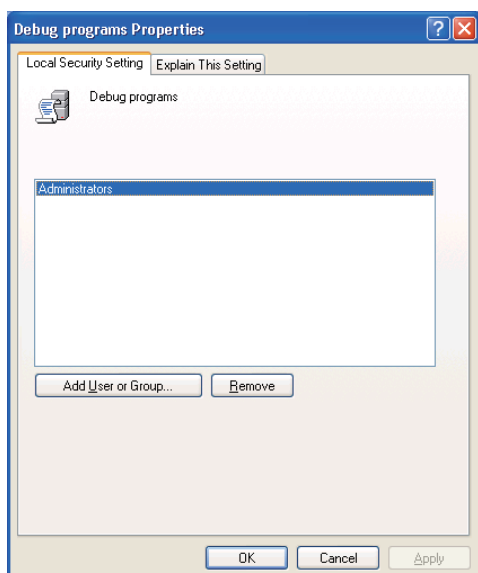 Debug programs Properties
Local Security Setting
Explain This Setting
Debug programs
Administrators
Add User or Group...
Remove
OK
Cancel
Apply